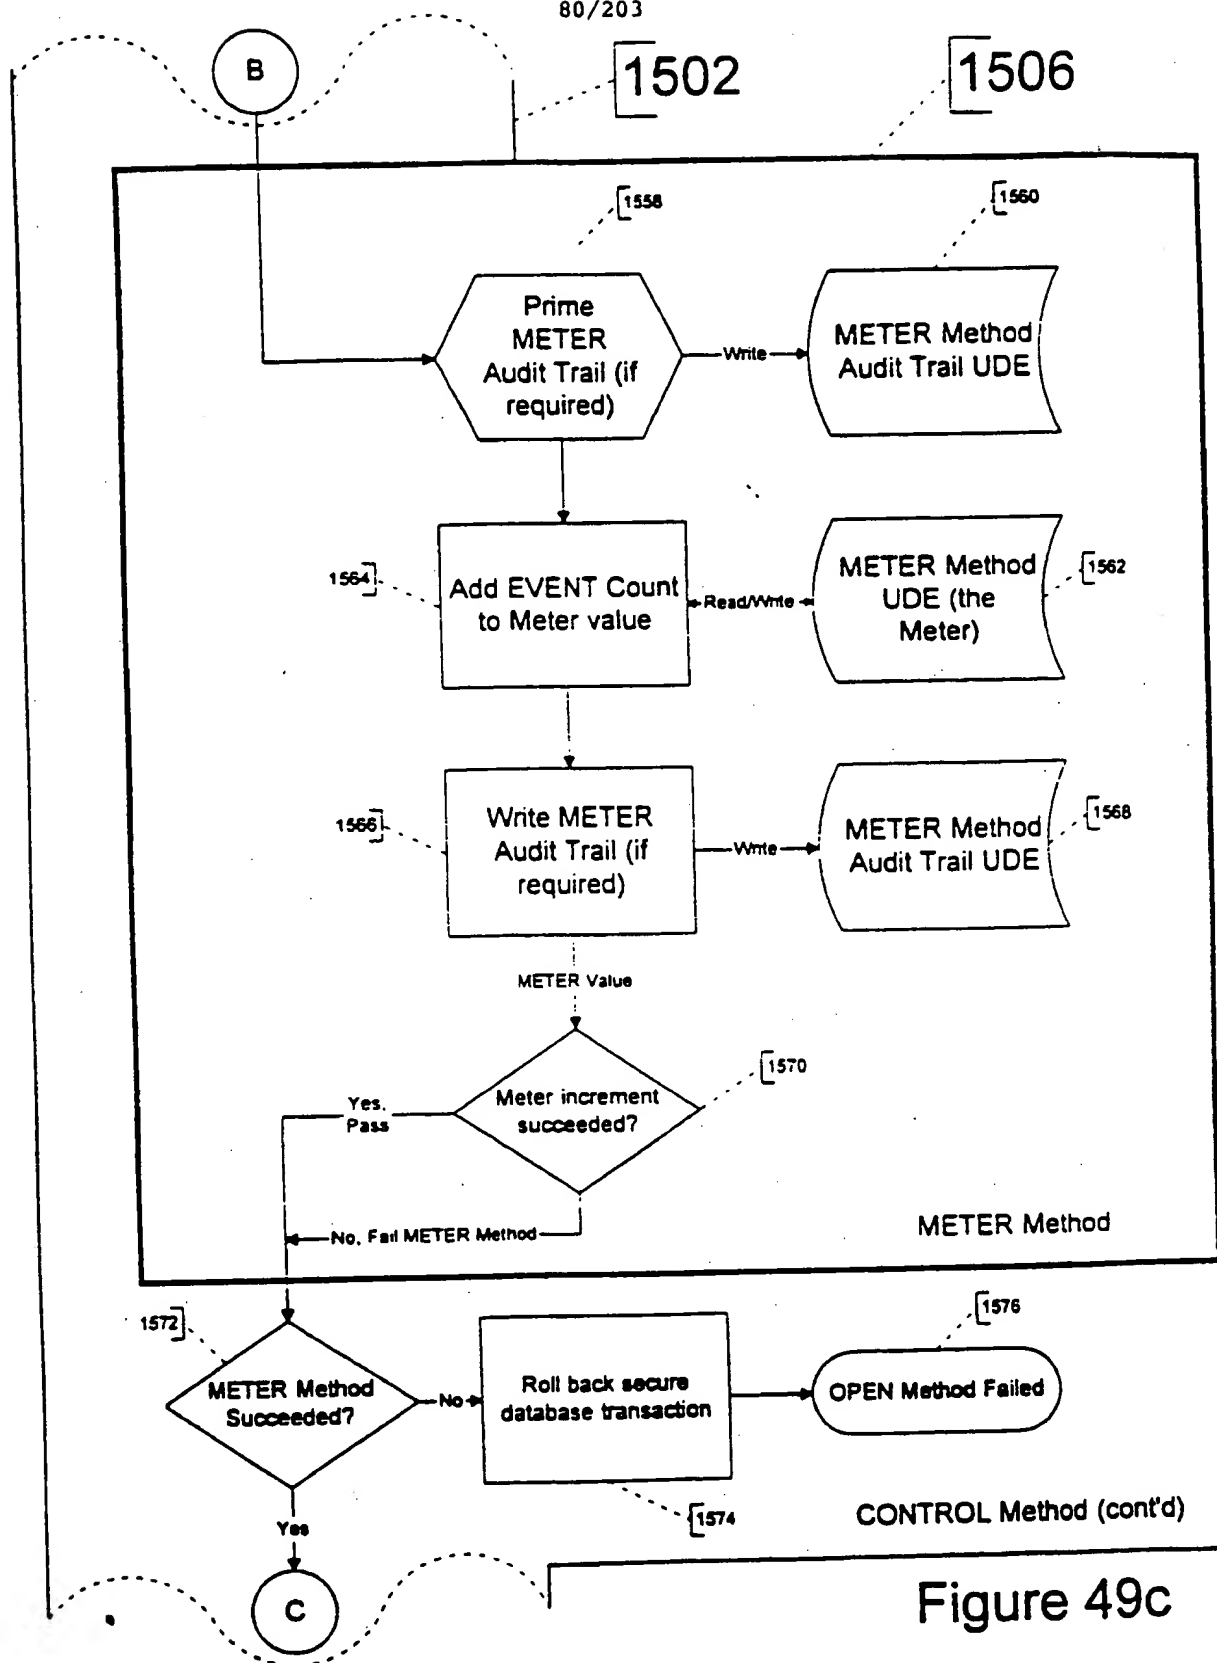 80/203
B
1502
1506
1558
1560
Prime
METER
Audit Trail (if
required)
Write
METER Method
Audit Trail UDE
1564
Add EVENT Count
to Meter value
Read/Write
METER Method
UDE (the
Meter)
1562
1566
Write METER
Audit Trail (if
required)
Write
METER Method
Audit Trail UDE
1568
METER Value
Meter increment
succeeded?
1570
Yes,
Pass
No, Fail METER Method
METER Method
1572
METER Method
Succeeded?
No
Roll back secure
database transaction
1576
OPEN Method Failed
1574
Yes
CONTROL Method (cont'd)
C
Figure 49c